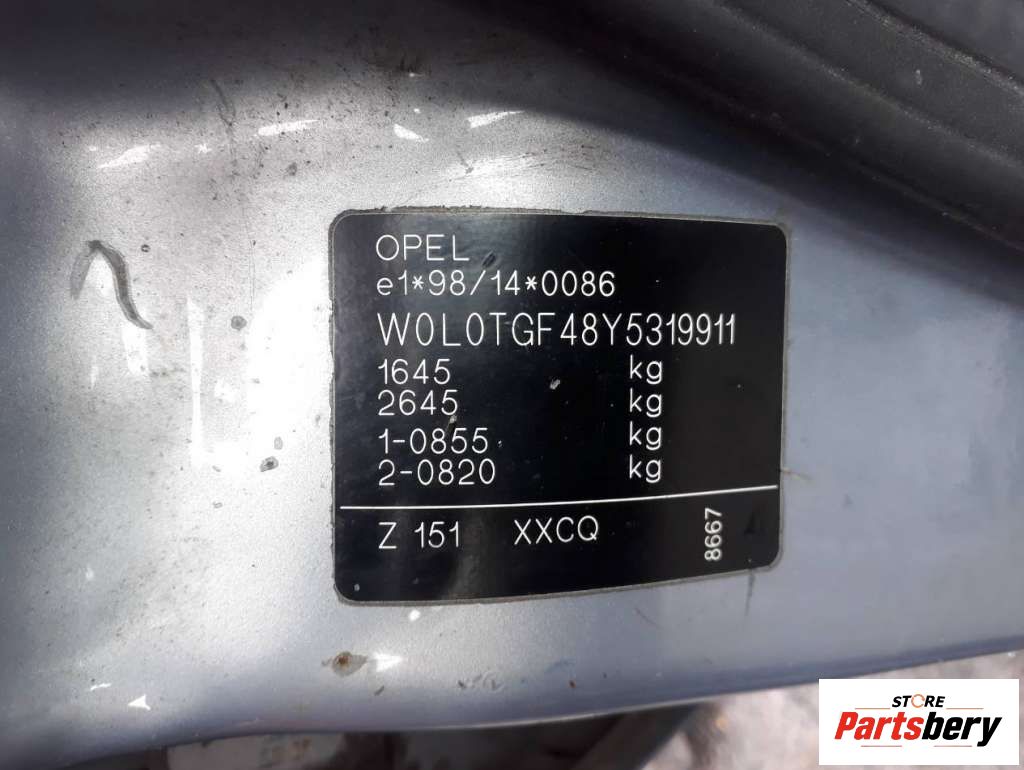 OPEL
e1*98/14*0086
W0L0TGF48Y5319911
1645 kg
2645 kg
1-0855 kg
2-0820 kg
Z 151 XXCQ
8667
STORE
Partsbery